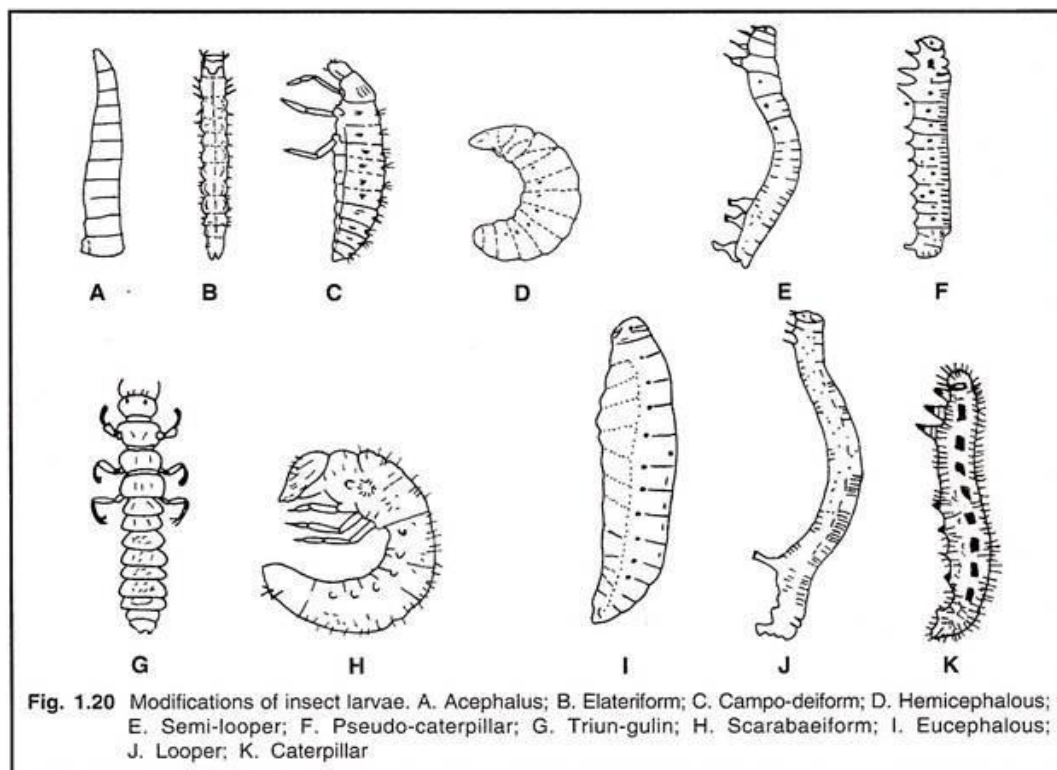 A
B
C
D
E
F
G
H
I
J
K
Fig. 1.20 Modifications of insect larvae. A. Acephalus; B. Elateriform; C. Campo-deiform; D. Hemicephalous;
E. Semi-looper; F. Pseudo-caterpillar; G. Triun-gulin; H. Scarabaeiform; I. Eucephalous;
J. Looper; K. Caterpillar